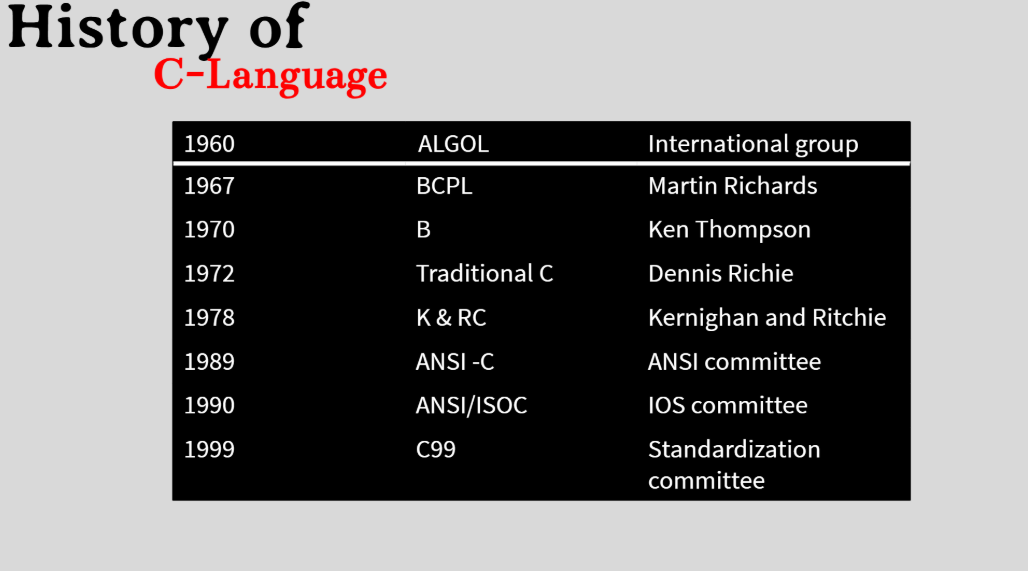 History of
C-Language
1960 ALGOL International group
1967 BCPL Martin Richards
1970 B Ken Thompson
1972 Traditional C Dennis Richie
1978 K & RC Kernighan and Ritchie
1989 ANSI -C ANSI committee
1990 ANSI/ISOC IOS committee
1999 C99 Standardization
committee